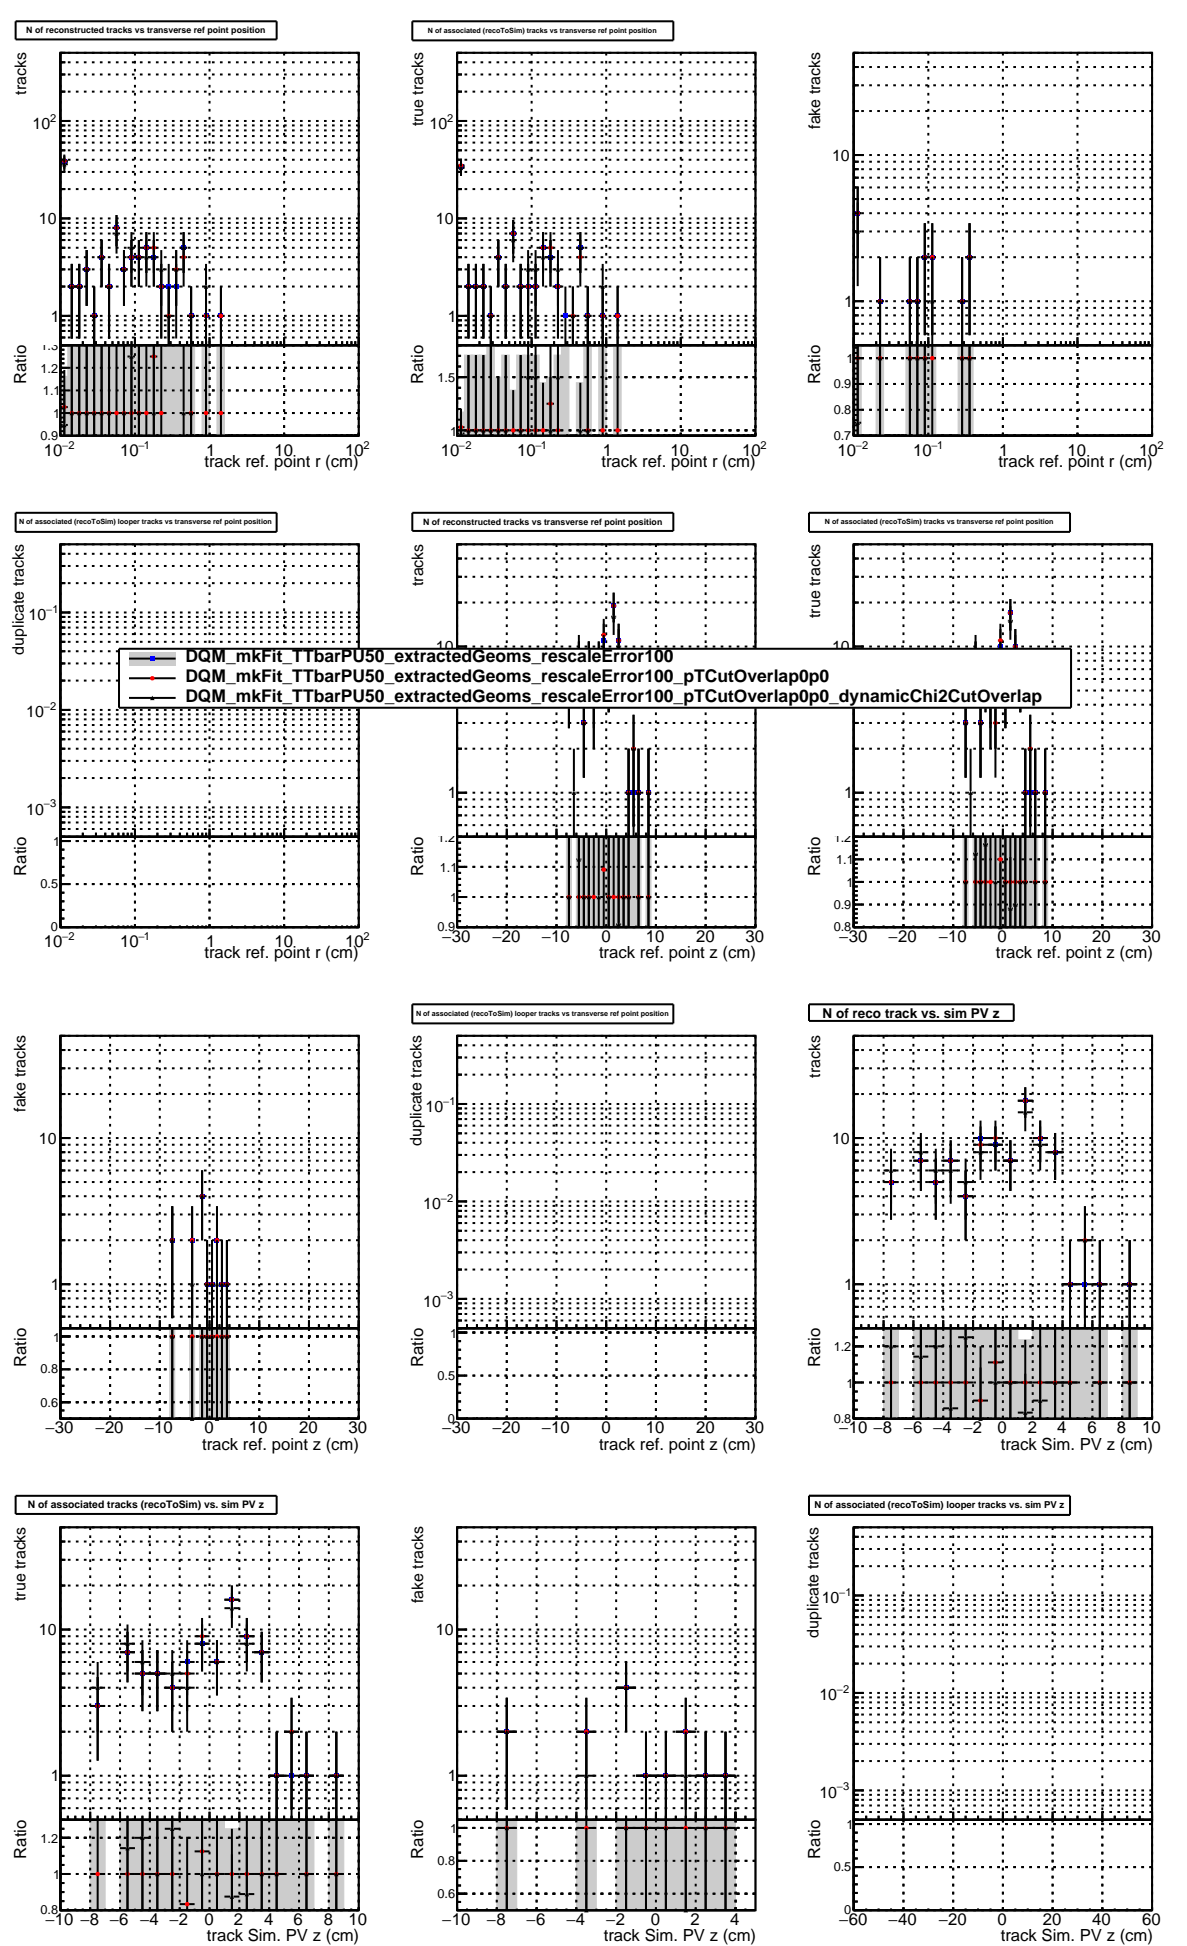 N of reconstructed tracks vs transverse ref point position
tracks
10²
10
1
Ratio
1.3
1.2
1.1
1
0.9
10⁻² 10⁻¹ 1 10 10²
track ref. point r (cm)
N of associated (recoToSim) tracks vs transverse ref point position
true tracks
10²
10
1
Ratio
1.5
1
10⁻² 10⁻¹ 1 10 10²
track ref. point r (cm)
fake tracks
10
1
Ratio
1
0.9
0.8
0.7
10⁻² 10⁻¹ 1 10 10²
track ref. point r (cm)
N of associated (recoToSim) looper tracks vs transverse ref point position
duplicate tracks
10⁻¹
10⁻²
10⁻³
Ratio
1
0.5
0
10⁻² 10⁻¹ 1 10 10²
track ref. point r (cm)
N of reconstructed tracks vs transverse ref point position
tracks
10
1
Ratio
1.2
1.1
1
0.9
−30 −20 −10 0 10 20 30
track ref. point z (cm)
N of associated (recoToSim) tracks vs transverse ref point position
true tracks
10
1
Ratio
1.2
1.1
1
0.9
0.8
−30 −20 −10 0 10 20 30
track ref. point z (cm)
DQM_mkFit_TTbarPU50_extractedGeoms_rescaleError100
DQM_mkFit_TTbarPU50_extractedGeoms_rescaleError100_pTCutOverlap0p0
DQM_mkFit_TTbarPU50_extractedGeoms_rescaleError100_pTCutOverlap0p0_dynamicChi2CutOverlap
fake tracks
10
1
Ratio
1
0.8
0.6
−30 −20 −10 0 10 20 30
track ref. point z (cm)
N of associated (recoToSim) looper tracks vs transverse ref point position
duplicate tracks
10⁻¹
10⁻²
10⁻³
Ratio
1
0.5
0
−30 −20 −10 0 10 20 30
track ref. point z (cm)
N of reco track vs. sim PV z
tracks
10
1
Ratio
1.2
1
0.8
−10 −8 −6 −4 −2 0 2 4 6 8 10
track Sim. PV z (cm)
N of associated tracks (recoToSim) vs. sim PV z
true tracks
10
1
Ratio
1.2
1
0.8
−10 −8 −6 −4 −2 0 2 4 6 8 10
track Sim. PV z (cm)
fake tracks
10
1
Ratio
1
0.8
0.6
−10 −8 −6 −4 −2 0 2 4
track Sim. PV z (cm)
N of associated (recoToSim) looper tracks vs. sim PV z
duplicate tracks
10⁻¹
10⁻²
10⁻³
Ratio
1
0.5
0
−60 −40 −20 0 20 40 60
track Sim. PV z (cm)